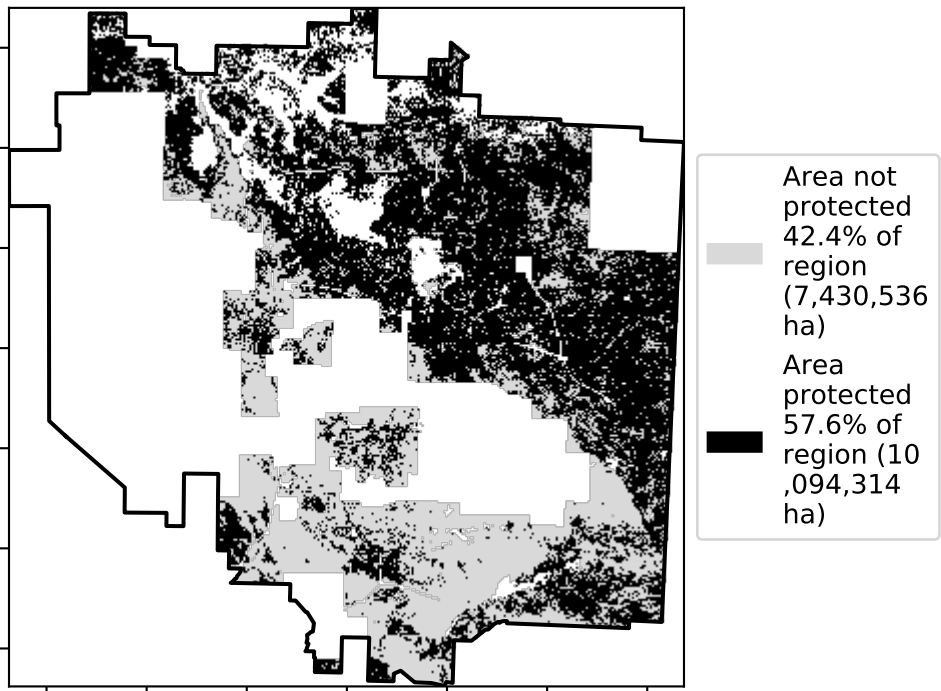 Area not
protected
42.4% of
region
(7,430,536
ha)
Area
protected
57.6% of
region (10
,094,314
ha)